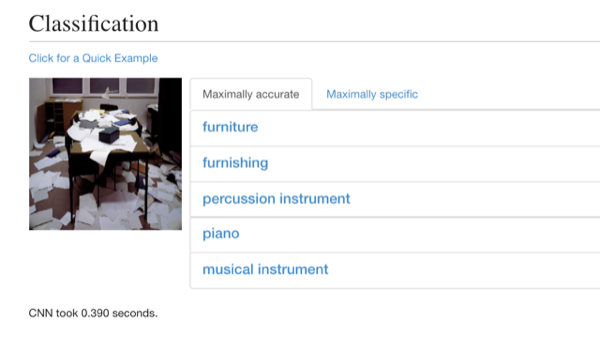 Classification
Click for a Quick Example
Maximally accurate Maximally specific
furniture
furnishing
percussion instrument
piano
musical instrument
CNN took 0.390 seconds.